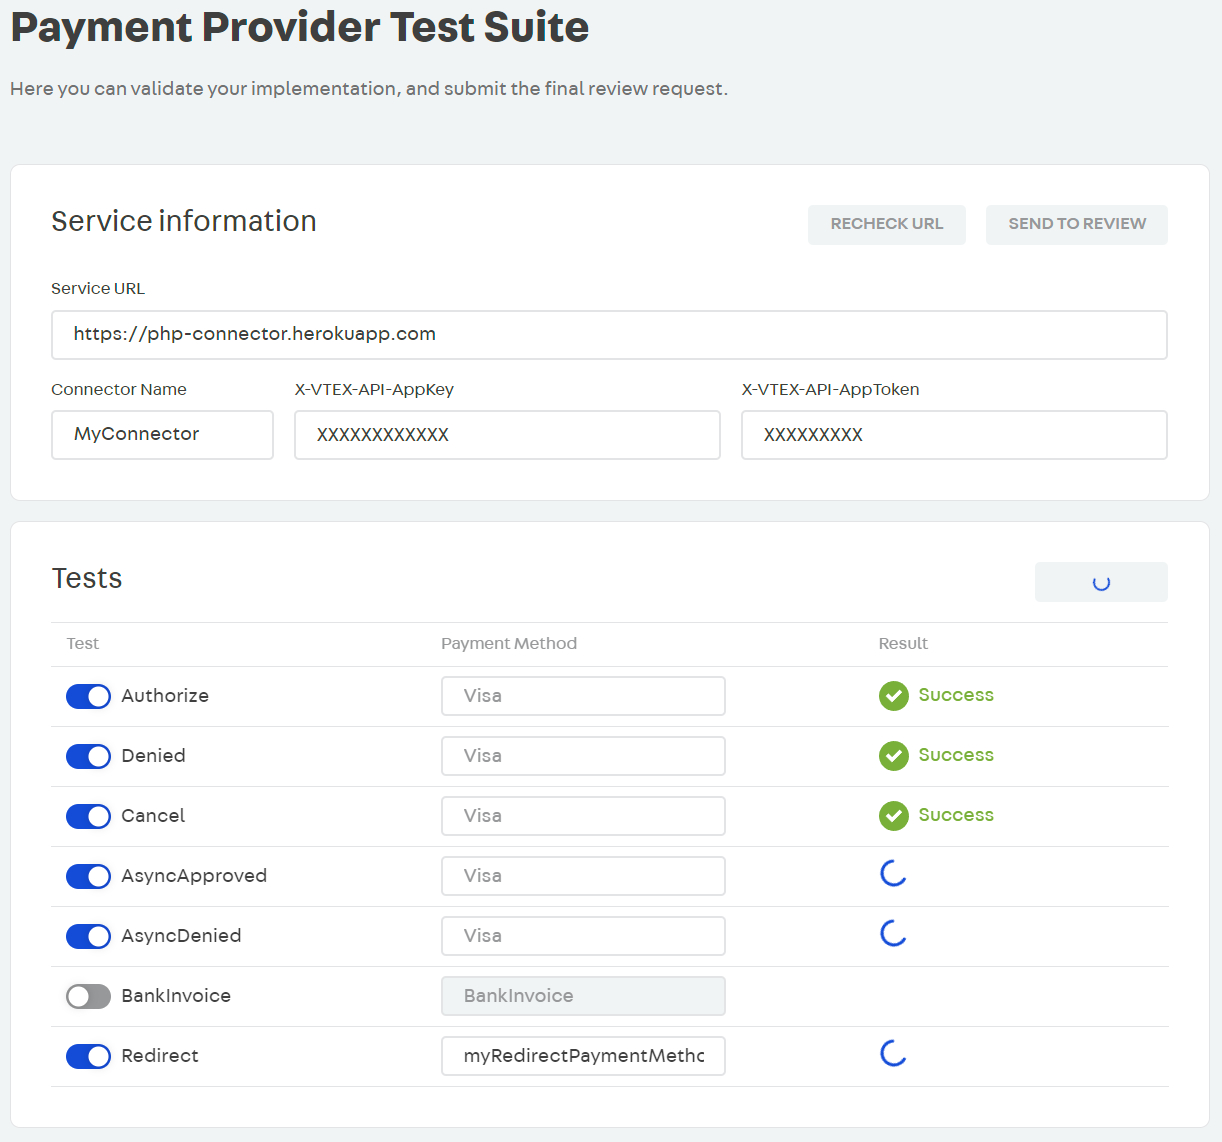 Payment Provider Test Suite
Here you can validate your implementation, and submit the final review request.
Service information
RECHECK URL
SEND TO REVIEW
Service URL
https://php-connector.herokuapp.com
Connector Name
X-VTEX-API-AppKey
X-VTEX-API-AppToken
MyConnector
XXXXXXXXXXXX
XXXXXXXXX
Tests
Test
Payment Method
Result
Authorize
Visa
Success
Denied
Visa
Success
Cancel
Visa
Success
AsyncApproved
Visa
AsyncDenied
Visa
BankInvoice
BankInvoice
Redirect
myRedirectPaymentMethc